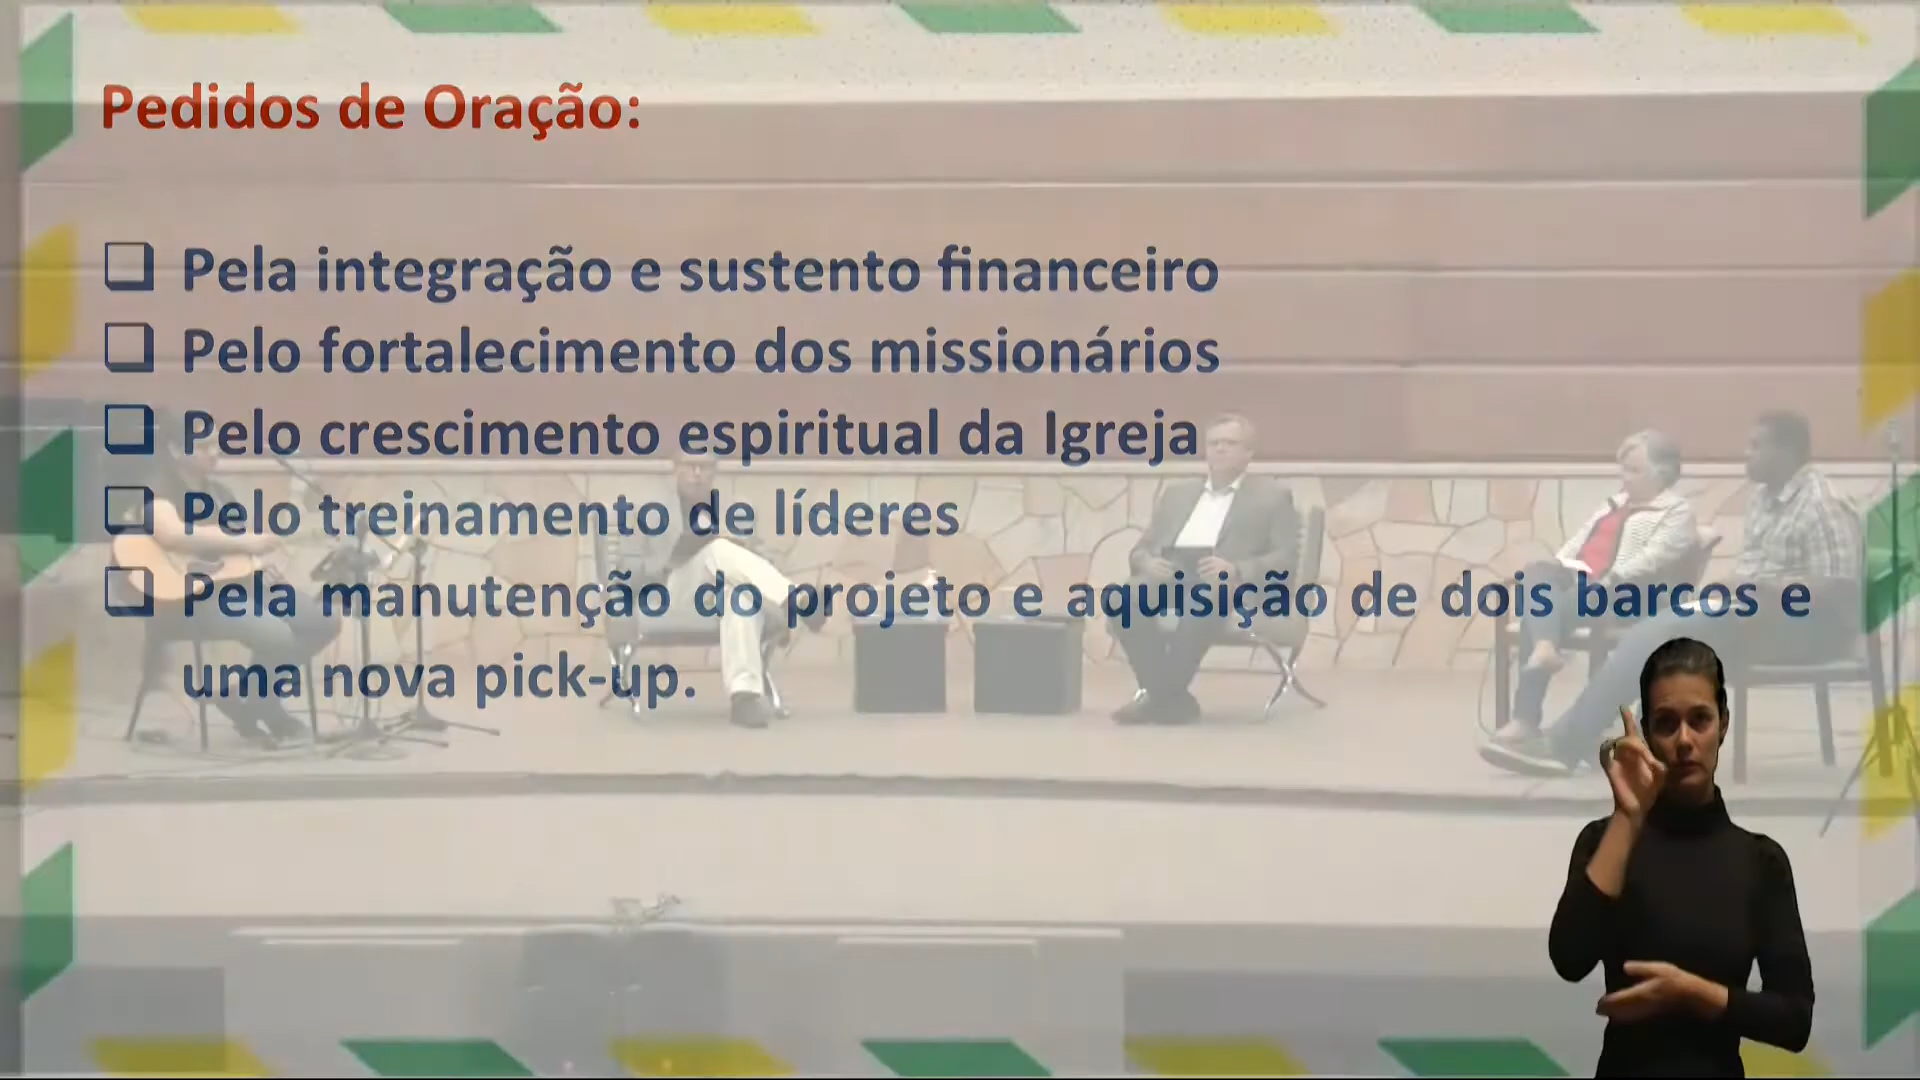 Pedidos de Oração:
❑ Pela integração e sustento financeiro
❑ Pelo fortalecimento dos missionários
❑ Pelo crescimento espiritual da Igreja
❑ Pelo treinamento de líderes
❑ Pela manutenção do projeto e aquisição de dois barcos e
uma nova pick-up.